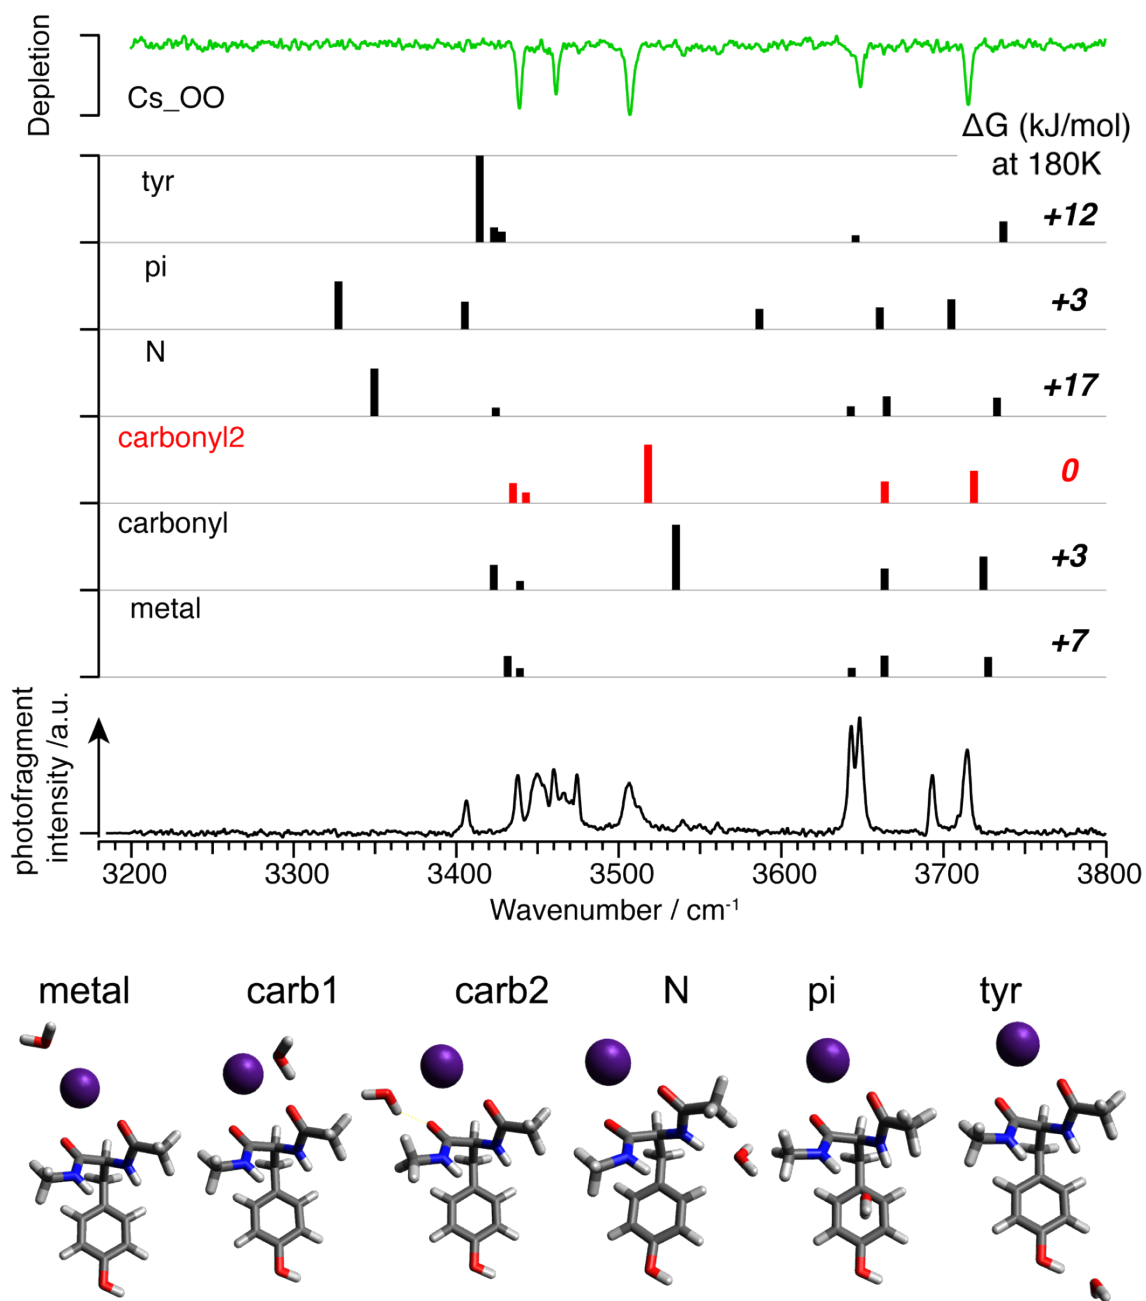 Depletion
Cs_OO
ΔG (kJ/mol)
at 180K
tyr
+12
pi
+3
N
+17
carbonyl2
0
carbonyl
+3
metal
+7
photofragment
intensity /a.u.
3200 3300 3400 3500 3600 3700 3800
Wavenumber / cm-1
metal carb1 carb2 N pi tyr